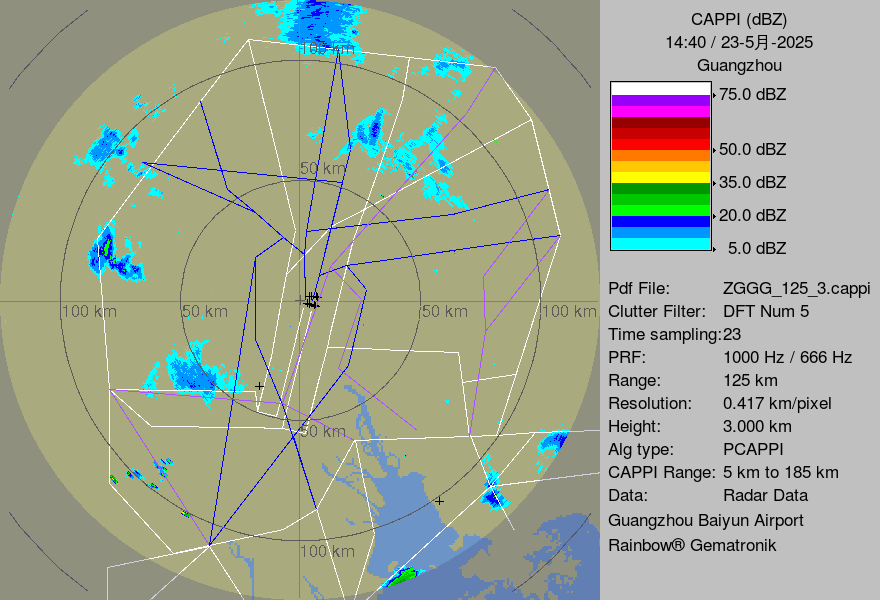 100 km
50 km
100 km
50 km
50 km
100 km
50 km
100 km
CAPPI (dBZ)
14:40 / 23-5月-2025
Guangzhou
75.0 dBZ
50.0 dBZ
35.0 dBZ
20.0 dBZ
5.0 dBZ
Pdf File: ZGGG_125_3.cappi
Clutter Filter: DFT Num 5
Time sampling:23
PRF: 1000 Hz / 666 Hz
Range: 125 km
Resolution: 0.417 km/pixel
Height: 3.000 km
Alg type: PCAPPI
CAPPI Range: 5 km to 185 km
Data: Radar Data
Guangzhou Baiyun Airport
Rainbow® Gematronik